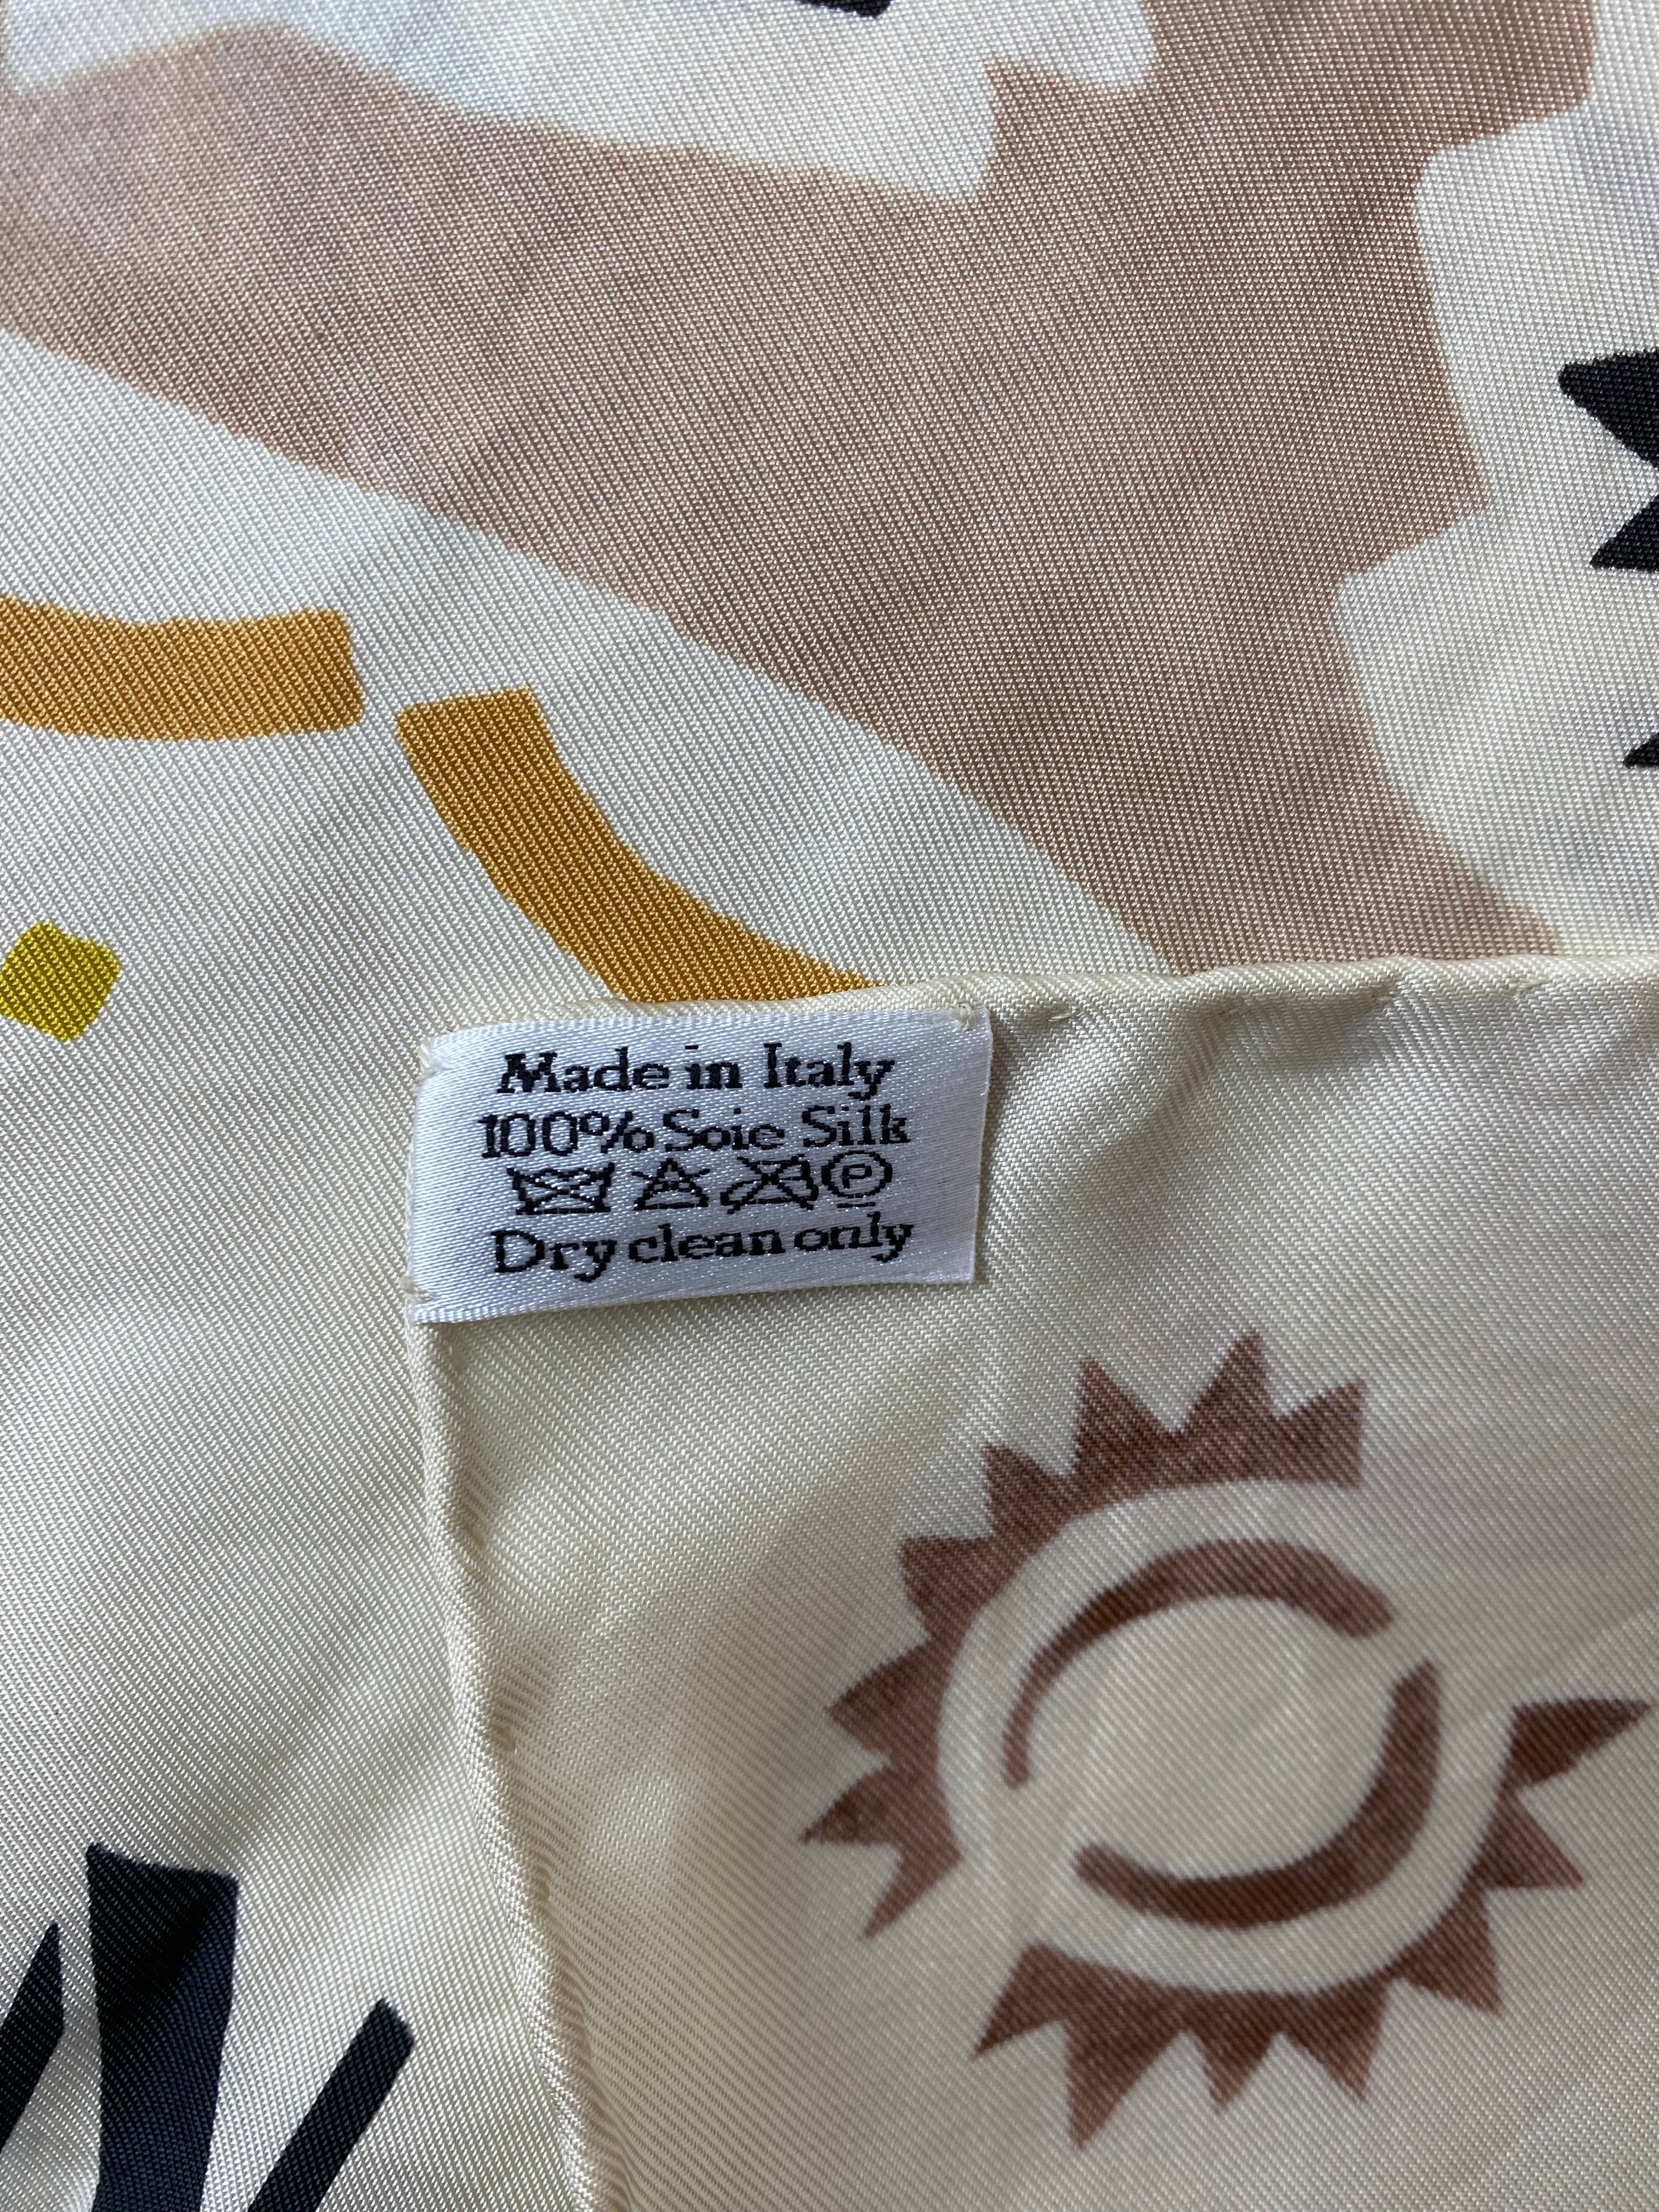 Made in Italy
100% Soie Silk
P
Dry clean only